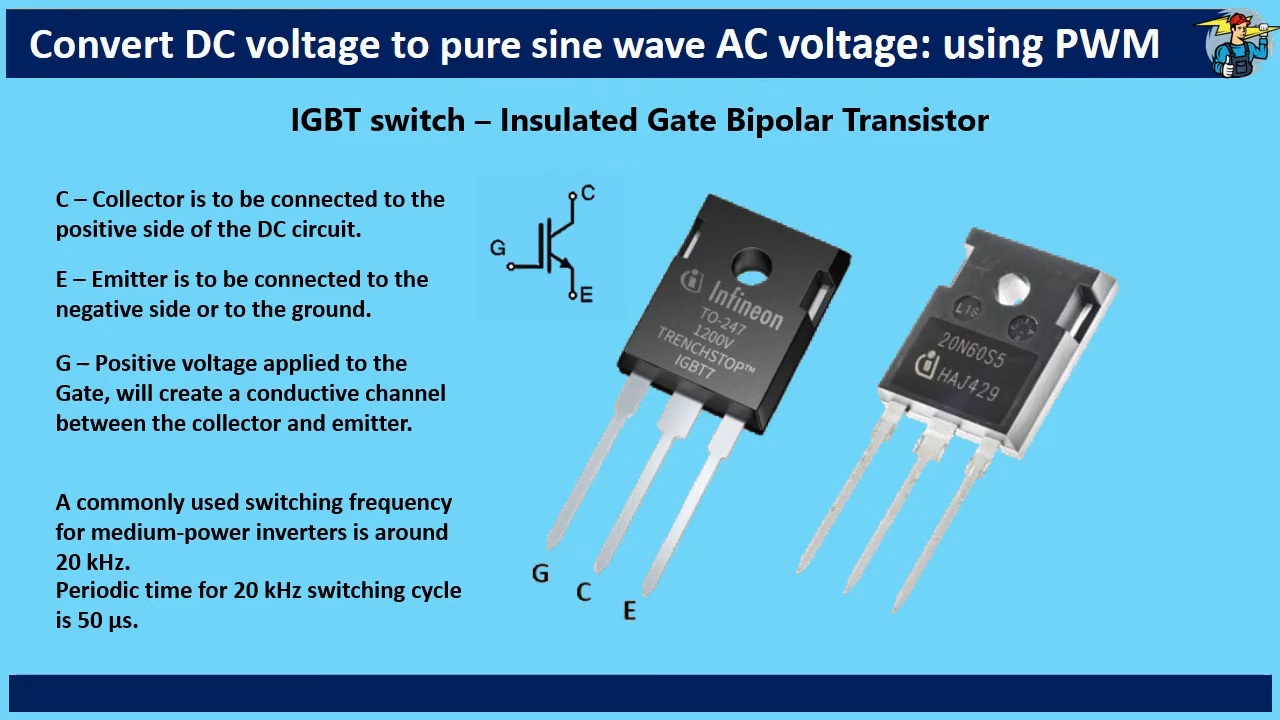 Convert DC voltage to pure sine wave AC voltage: using PWM
IGBT switch – Insulated Gate Bipolar Transistor
C – Collector is to be connected to the
positive side of the DC circuit.
E – Emitter is to be connected to the
negative side or to the ground.
G – Positive voltage applied to the
Gate, will create a conductive channel
between the collector and emitter.
A commonly used switching frequency
for medium-power inverters is around
20 kHz.
Periodic time for 20 kHz switching cycle
is 50 µs.
C
G
E
Infineon
TO-247
1200V
TRENCHSTOP™
IGBT7
G
C
E
L16
20N60S5
HAJ429